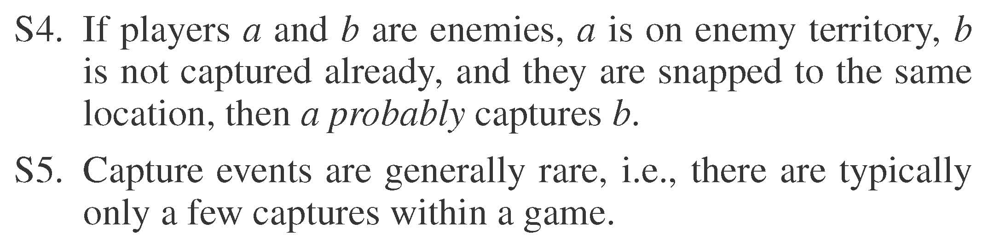 S4. If players a and b are enemies, a is on enemy territory, b
is not captured already, and they are snapped to the same
location, then a probably captures b.
S5. Capture events are generally rare, i.e., there are typically
only a few captures within a game.